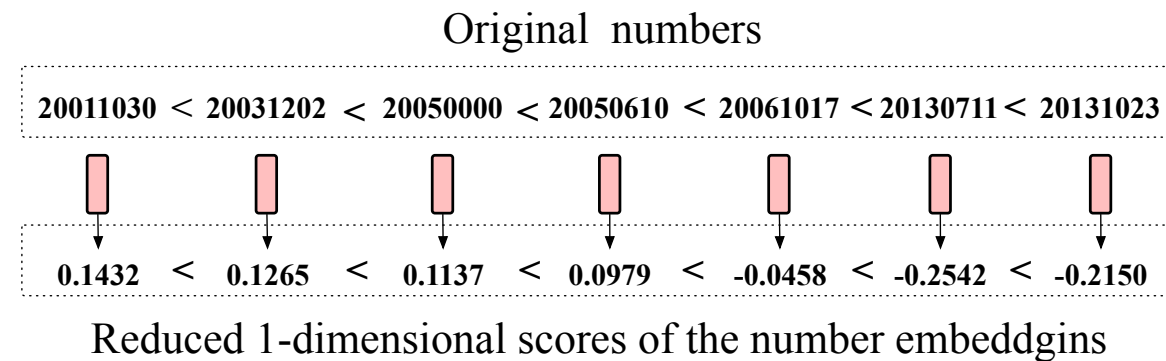 Original numbers
20011030 < 20031202 < 20050000 < 20050610 < 20061017 < 20130711 < 20131023
0.1432 < 0.1265 < 0.1137 < 0.0979 < -0.0458 < -0.2542 < -0.2150
Reduced 1-dimensional scores of the number embeddgins